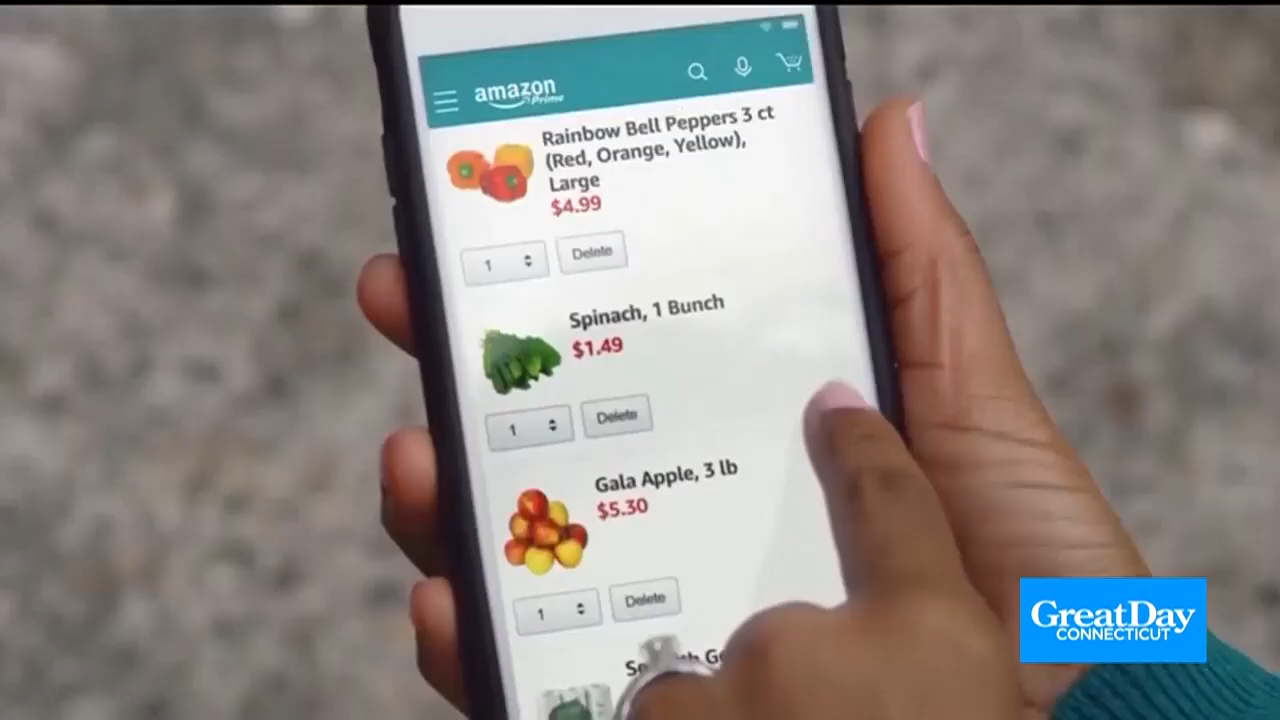 amazon
Prime
Rainbow Bell Peppers 3 ct
(Red, Orange, Yellow),
Large
$4.99
1
Delete
Spinach, 1 Bunch
$1.49
1
Delete
Gala Apple, 3 lb
$5.30
1
Delete
GreatDay
CONNECTICUT